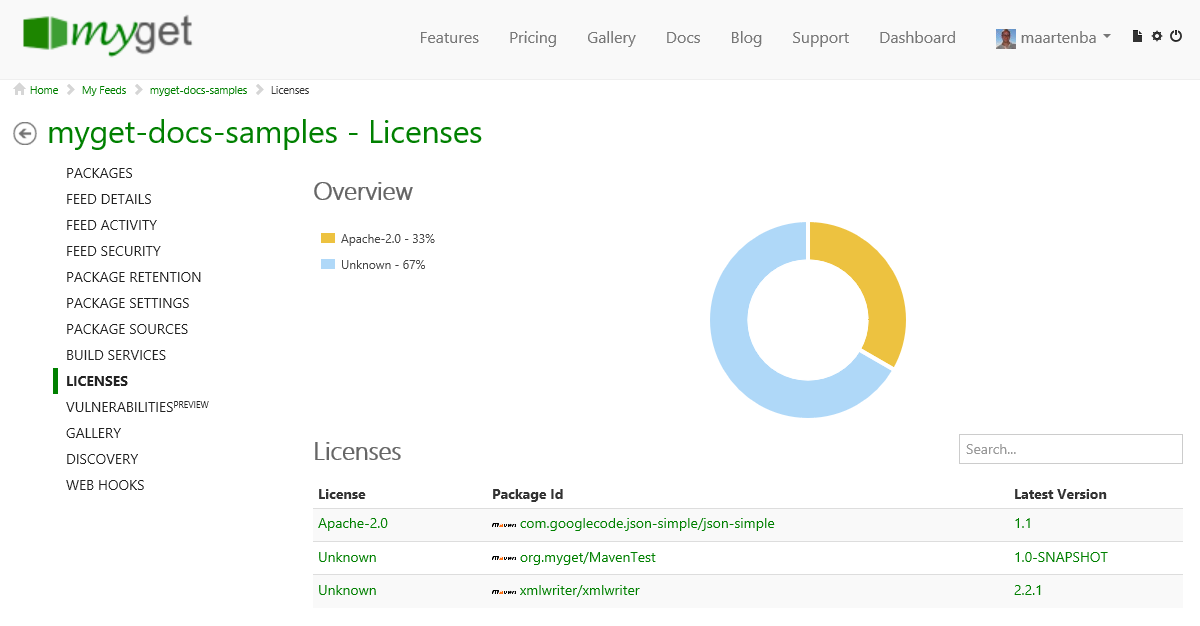 myget
Features Pricing Gallery Docs Blog Support Dashboard maartenba
Home My Feeds myget-docs-samples Licenses
myget-docs-samples - Licenses
PACKAGES
FEED DETAILS
FEED ACTIVITY
FEED SECURITY
PACKAGE RETENTION
PACKAGE SETTINGS
PACKAGE SOURCES
BUILD SERVICES
LICENSES
VULNERABILITIES PREVIEW
GALLERY
DISCOVERY
WEB HOOKS
Overview
Apache-2.0 - 33%
Unknown - 67%
Licenses
Search...
License Package Id Latest Version
Apache-2.0 maven com.googlecode.json-simple/json-simple 1.1
Unknown maven org.myget/MavenTest 1.0-SNAPSHOT
Unknown maven xmlwriter/xmlwriter 2.2.1